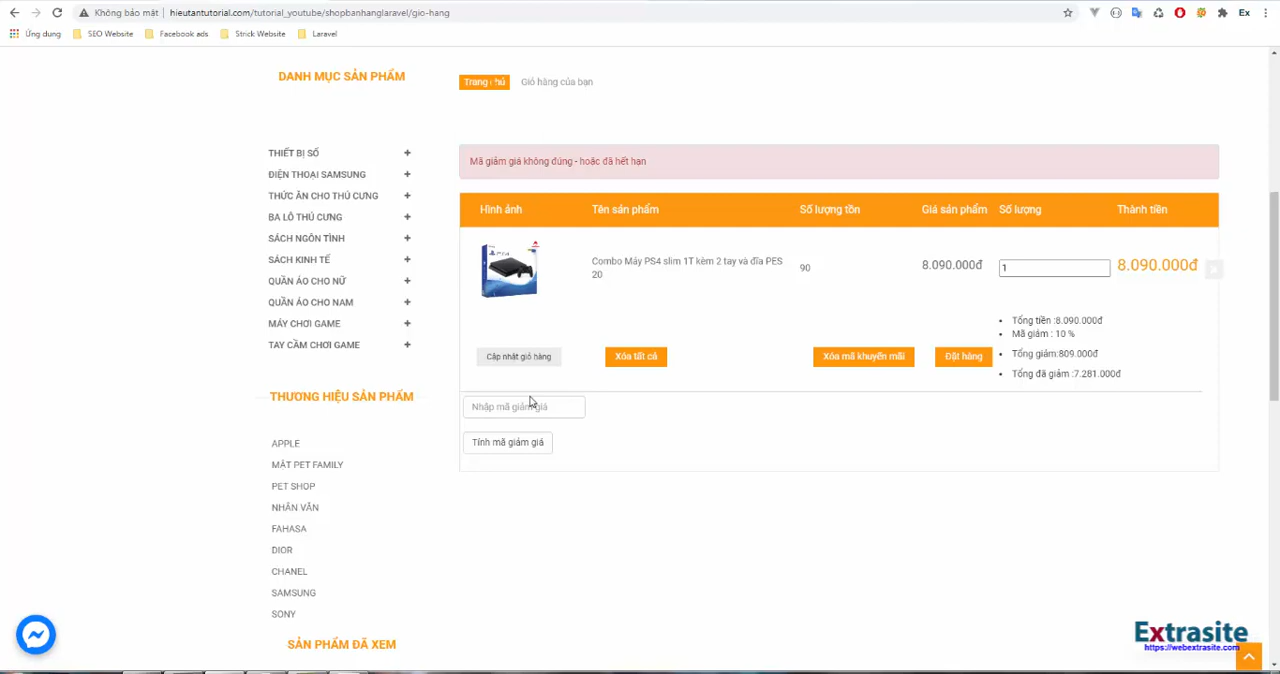 Không bảo mật | hieutantutorial.com/tutorial_youtube/shopbanhanglaravel/gio-hang
Ex
Ứng dụng SEO Website Facebook ads Strick Website Laravel
DANH MỤC SẢN PHẨM
THIẾT BỊ SỐ +
ĐIỆN THOẠI SAMSUNG +
THỨC ĂN CHO THÚ CƯNG +
BA LÔ THÚ CƯNG +
SÁCH NGÔN TÌNH +
SÁCH KINH TẾ +
QUẦN ÁO CHO NỮ +
QUẦN ÁO CHO NAM +
MÁY CHƠI GAME +
TAY CẦM CHƠI GAME +
THƯƠNG HIỆU SẢN PHẨM
APPLE
MẬT PET FAMILY
PET SHOP
NHÂN VĂN
FAHASA
DIOR
CHANEL
SAMSUNG
SONY
SẢN PHẨM ĐÃ XEM
Trang chủ Giỏ hàng của bạn
Mã giảm giá không đúng - hoặc đã hết hạn
Hình ảnh Tên sản phẩm Số lượng tồn Giá sản phẩm Số lượng Thành tiền
PS4
Combo Máy PS4 slim 1T kèm 2 tay và đĩa PES
20
90 8.090.000đ 1 8.090.000đ
Cập nhật giỏ hàng Xóa tất cả Xóa mã khuyến mãi Đặt hàng
Tổng tiền :8.090.000đ
Mã giảm : 10 %
Tổng giảm:809.000đ
Tổng đã giảm :7.281.000đ
Nhập mã giảm giá
Tính mã giảm giá
Extrasite
https://webextrasite.com